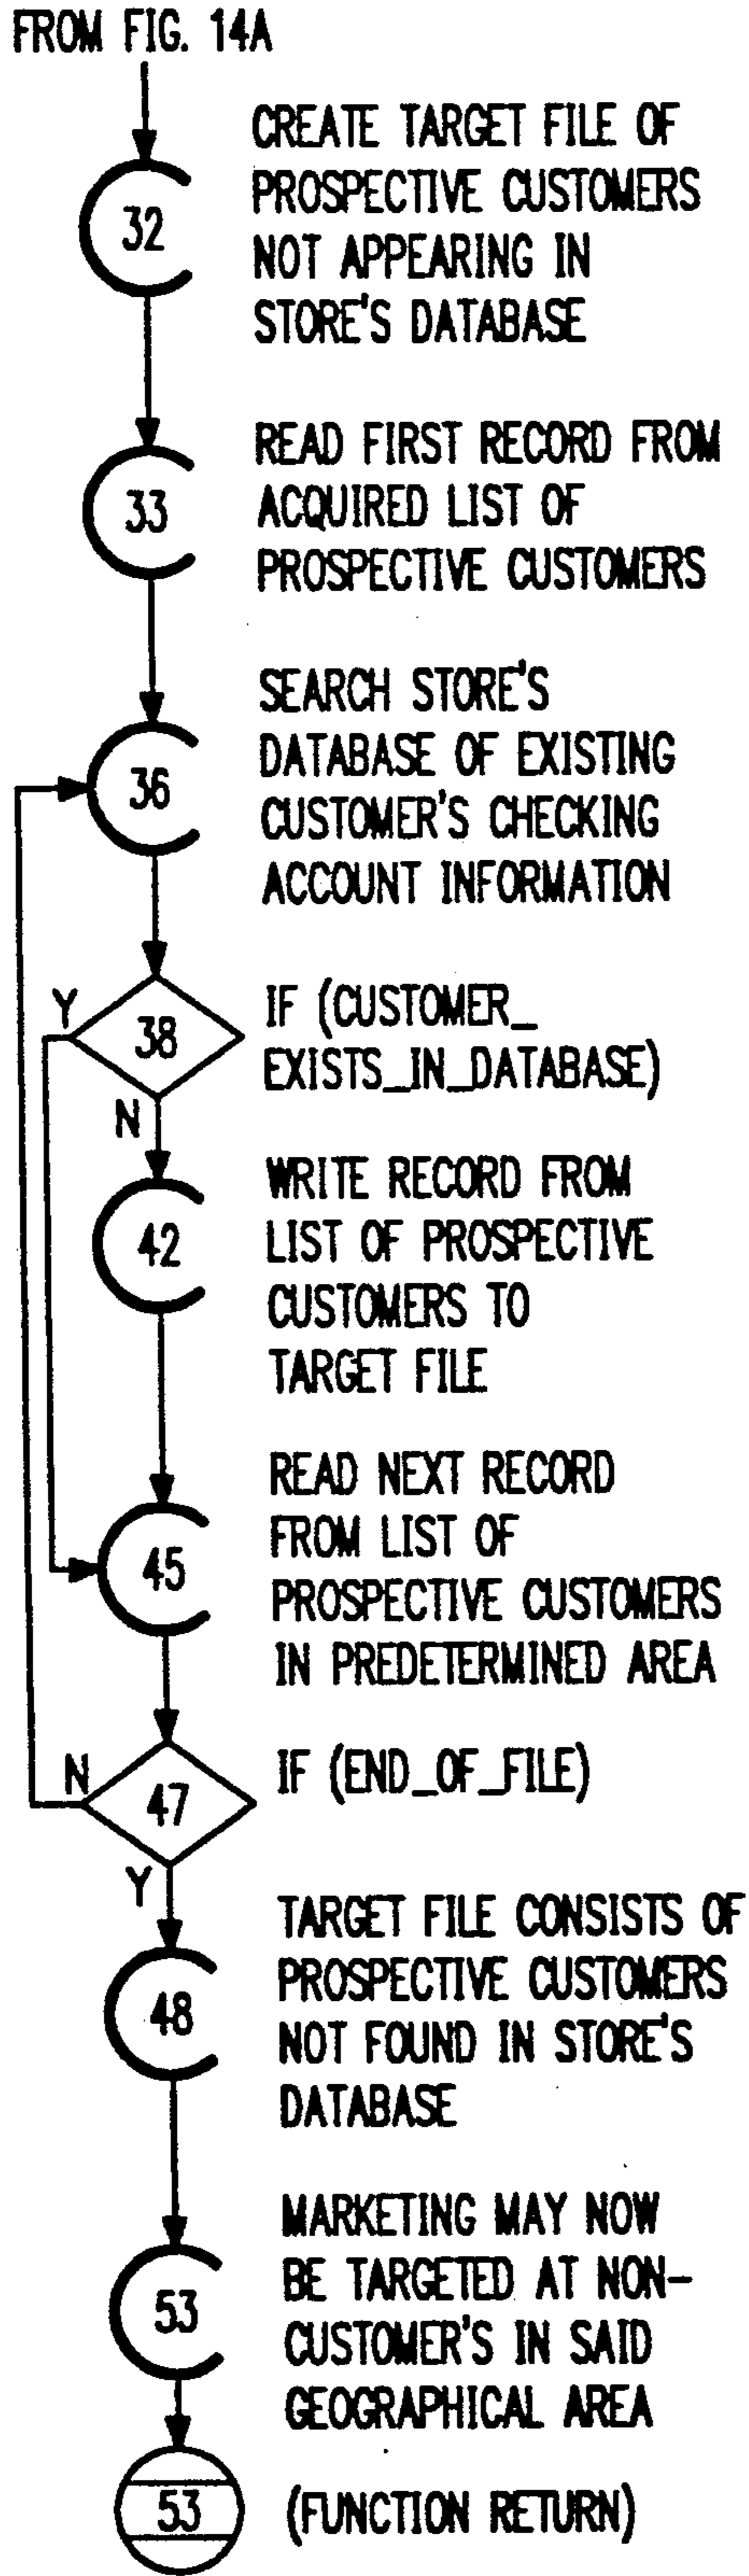 FROM FIG. 14A
32
CREATE TARGET FILE OF
PROSPECTIVE CUSTOMERS
NOT APPEARING IN
STORE'S DATABASE
33
READ FIRST RECORD FROM
ACQUIRED LIST OF
PROSPECTIVE CUSTOMERS
36
SEARCH STORE'S
DATABASE OF EXISTING
CUSTOMER'S CHECKING
ACCOUNT INFORMATION
Y
38
N
IF (CUSTOMER_
EXISTS_IN_DATABASE)
42
WRITE RECORD FROM
LIST OF PROSPECTIVE
CUSTOMERS TO
TARGET FILE
45
READ NEXT RECORD
FROM LIST OF
PROSPECTIVE CUSTOMERS
IN PREDETERMINED AREA
N
47
Y
IF (END_OF_FILE)
48
TARGET FILE CONSISTS OF
PROSPECTIVE CUSTOMERS
NOT FOUND IN STORE'S
DATABASE
53
MARKETING MAY NOW
BE TARGETED AT NON-
CUSTOMER'S IN SAID
GEOGRAPHICAL AREA
53
(FUNCTION RETURN)